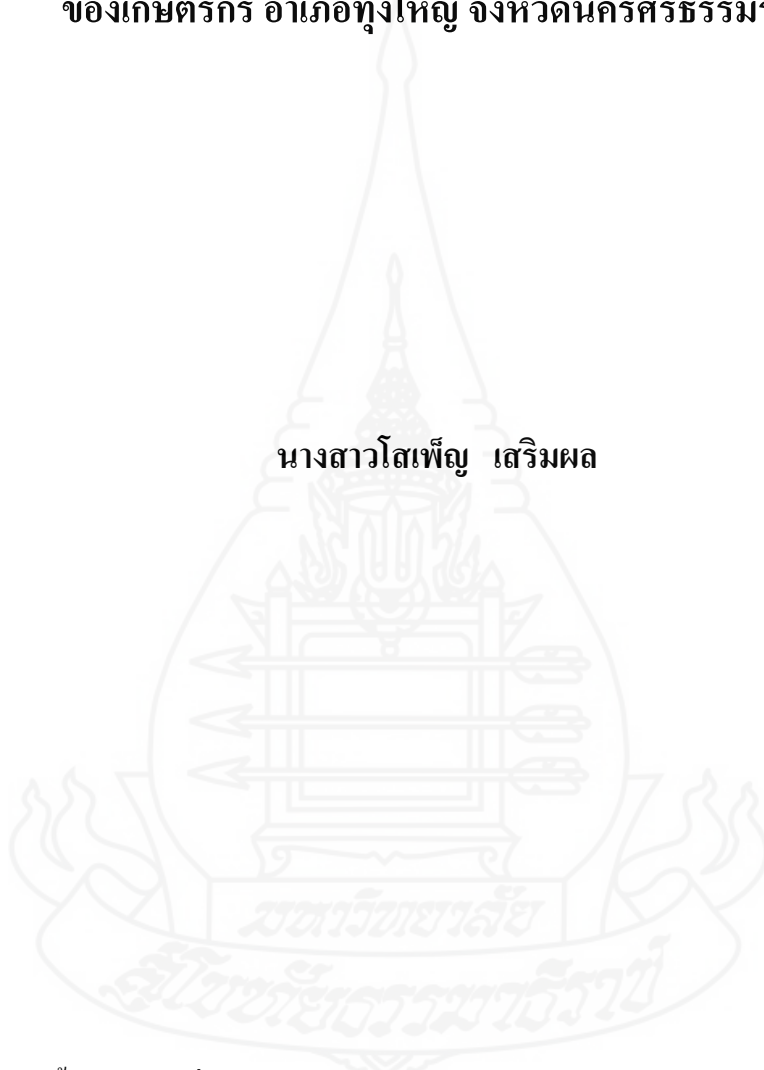 ของเกษตรกร อำเภอทุ่งใหญ่ จังหวัดนครศรีธรรมร
นางสาวโสเพ็ญ เสริมผล
มหาวิทยาลัย
สุโขทัยธรรมาธิราช